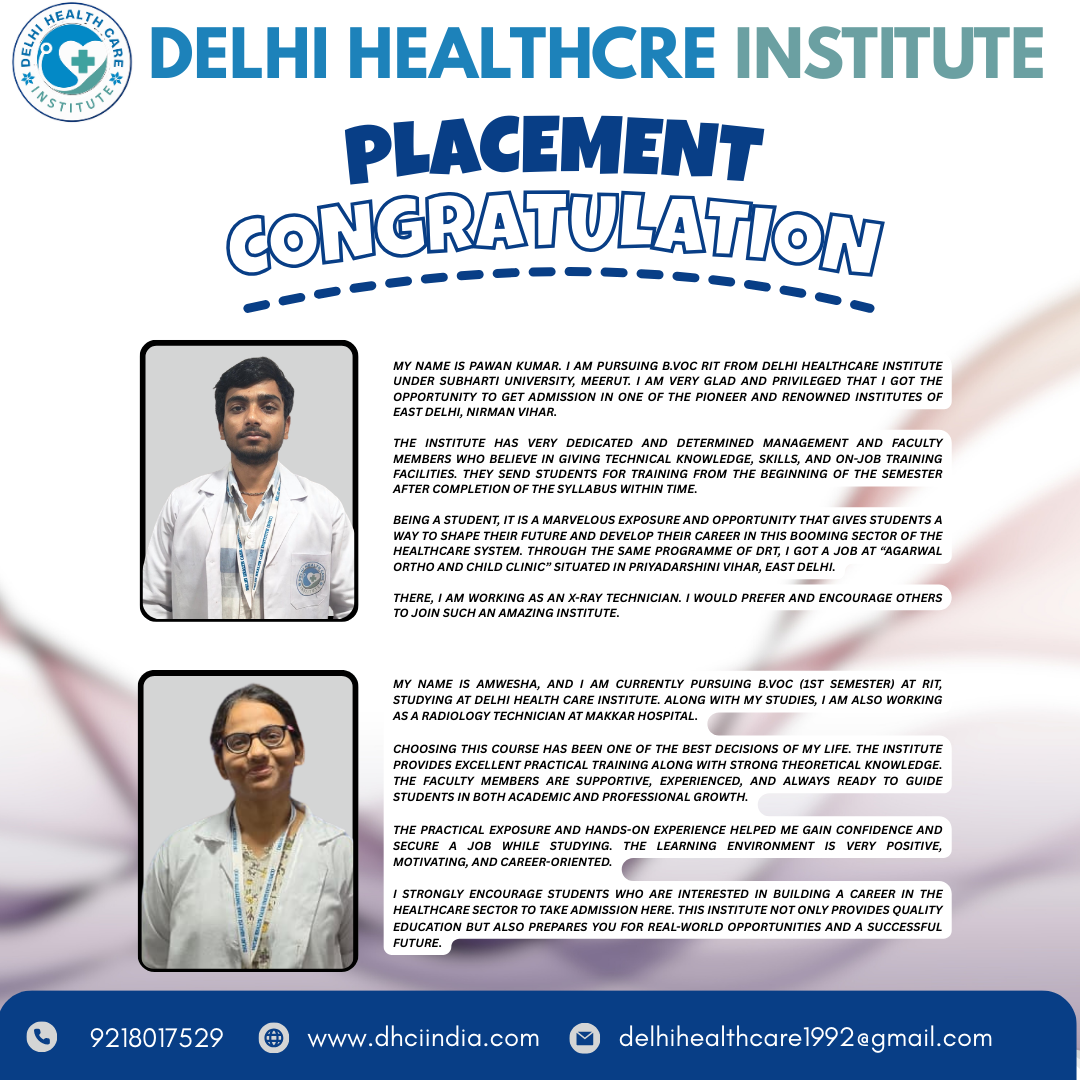 DELHI HEALTH CARE
INSTITUTE
DELHI HEALTHCRE INSTITUTE
PLACEMENT
CONGRATULATION
MY NAME IS PAWAN KUMAR. I AM PURSUING B.VOC RIT FROM DELHI HEALTHCARE INSTITUTE
UNDER SUBHARTI UNIVERSITY, MEERUT. I AM VERY GLAD AND PRIVILEGED THAT I GOT THE
OPPORTUNITY TO GET ADMISSION IN ONE OF THE PIONEER AND RENOWNED INSTITUTES OF
EAST DELHI, NIRMAN VIHAR.
THE INSTITUTE HAS VERY DEDICATED AND DETERMINED MANAGEMENT AND FACULTY
MEMBERS WHO BELIEVE IN GIVING TECHNICAL KNOWLEDGE, SKILLS, AND ON-JOB TRAINING
FACILITIES. THEY SEND STUDENTS FOR TRAINING FROM THE BEGINNING OF THE SEMESTER
AFTER COMPLETION OF THE SYLLABUS WITHIN TIME.
BEING A STUDENT, IT IS A MARVELOUS EXPOSURE AND OPPORTUNITY THAT GIVES STUDENTS A
WAY TO SHAPE THEIR FUTURE AND DEVELOP THEIR CAREER IN THIS BOOMING SECTOR OF THE
HEALTHCARE SYSTEM. THROUGH THE SAME PROGRAMME OF DRT, I GOT A JOB AT “AGARWAL
ORTHO AND CHILD CLINIC” SITUATED IN PRIYADARSHINI VIHAR, EAST DELHI.
THERE, I AM WORKING AS AN X-RAY TECHNICIAN. I WOULD PREFER AND ENCOURAGE OTHERS
TO JOIN SUCH AN AMAZING INSTITUTE.
MY NAME IS AMWESHA, AND I AM CURRENTLY PURSUING B.VOC (1ST SEMESTER) AT RIT,
STUDYING AT DELHI HEALTH CARE INSTITUTE. ALONG WITH MY STUDIES, I AM ALSO WORKING
AS A RADIOLOGY TECHNICIAN AT MAKKAR HOSPITAL.
CHOOSING THIS COURSE HAS BEEN ONE OF THE BEST DECISIONS OF MY LIFE. THE INSTITUTE
PROVIDES EXCELLENT PRACTICAL TRAINING ALONG WITH STRONG THEORETICAL KNOWLEDGE.
THE FACULTY MEMBERS ARE SUPPORTIVE, EXPERIENCED, AND ALWAYS READY TO GUIDE
STUDENTS IN BOTH ACADEMIC AND PROFESSIONAL GROWTH.
THE PRACTICAL EXPOSURE AND HANDS-ON EXPERIENCE HELPED ME GAIN CONFIDENCE AND
SECURE A JOB WHILE STUDYING. THE LEARNING ENVIRONMENT IS VERY POSITIVE,
MOTIVATING, AND CAREER-ORIENTED.
I STRONGLY ENCOURAGE STUDENTS WHO ARE INTERESTED IN BUILDING A CAREER IN THE
HEALTHCARE SECTOR TO TAKE ADMISSION HERE. THIS INSTITUTE NOT ONLY PROVIDES QUALITY
EDUCATION BUT ALSO PREPARES YOU FOR REAL-WORLD OPPORTUNITIES AND A SUCCESSFUL
FUTURE.
9218017529
www.dhciindia.com
delhihealthcare1992@gmail.com